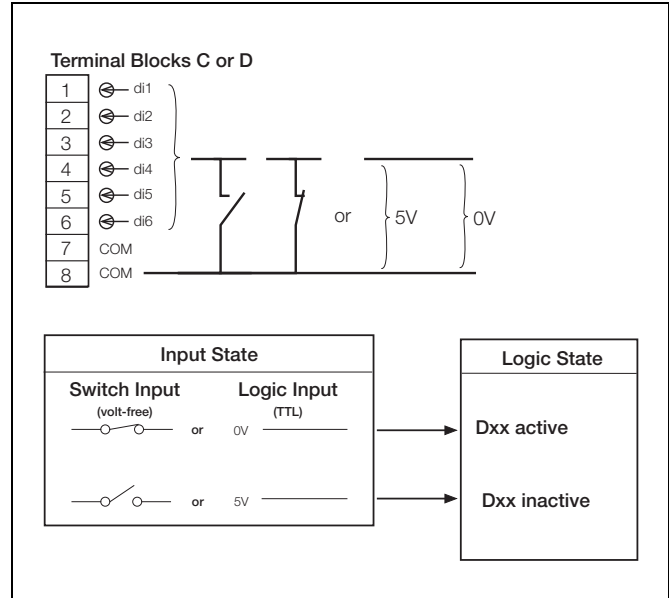 Terminal Blocks C or D
1 di1
2 di2
3 di3
4 di4
5 di5
6 di6
7 COM
8 COM
or 5V 0V
Input State
Switch Input Logic Input
(volt-free) (TTL)
or 0V
or 5V
Logic State
Dxx active
Dxx inactive